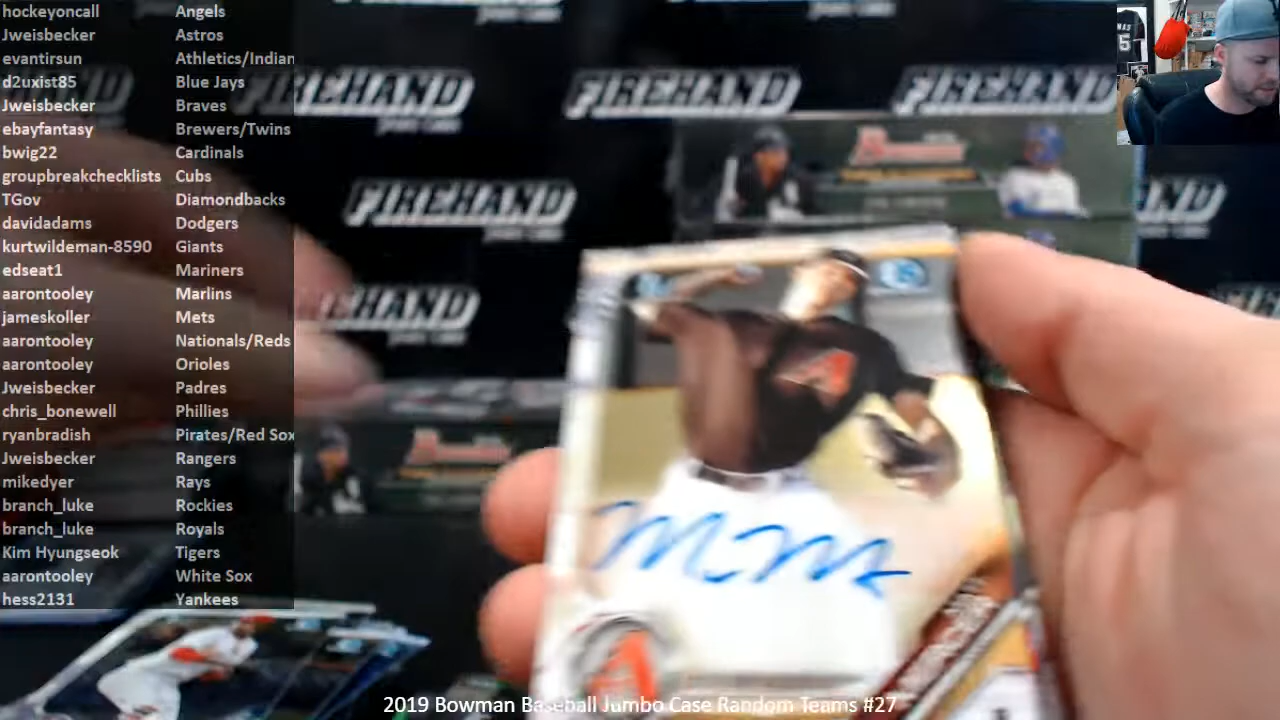 hockeyoncall Angels
Jweisbecker Astros
evantirsun Athletics/Indian
d2uxist85 Blue Jays
Jweisbecker Braves
ebayfantasy Brewers/Twins
bwig22 Cardinals
groupbreakchecklists Cubs
TGov Diamondbacks
davidadams Dodgers
kurtwildeman-8590 Giants
edseat1 Mariners
aarontooley Marlins
jameskoller Mets
aarontooley Nationals/Reds
aarontooley Orioles
Jweisbecker Padres
chris_bonewell Phillies
ryanbradish Pirates/Red Sox
Jweisbecker Rangers
mikedyer Rays
branch_luke Rockies
branch_luke Royals
Kim Hyungseok Tigers
aarontooley White Sox
hess2131 Yankees
FIREHAND
FIREHAND
FIREHAND
FIREHAND
Bowman
Bowman
A
A
2019 Bowman Baseball Jumbo Case Random Teams #27